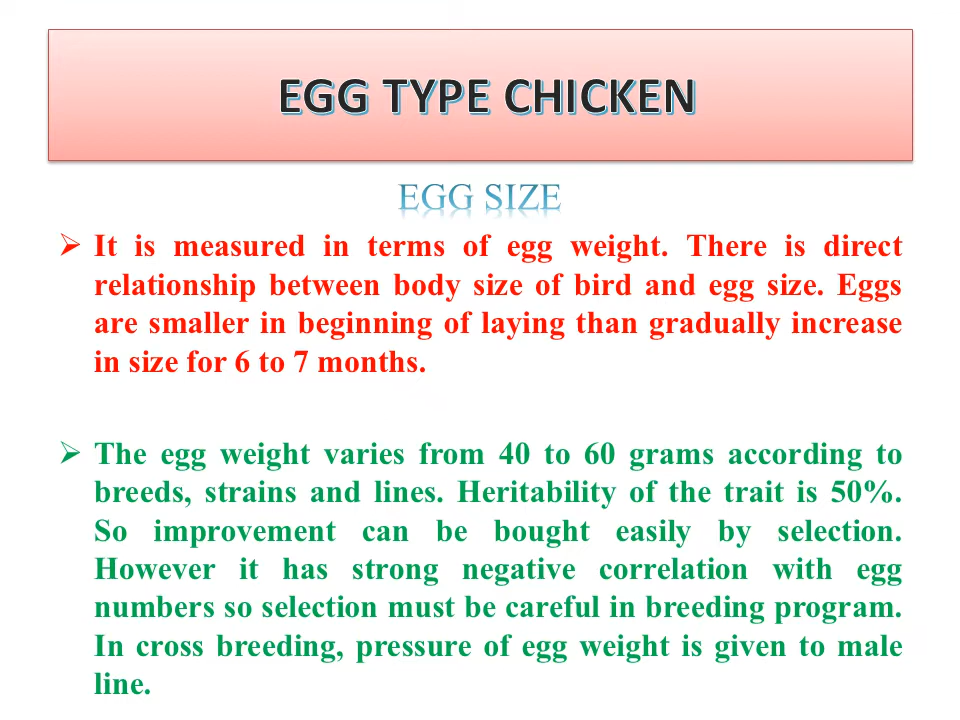 EGG TYPE CHICKEN
EGG SIZE
It is measured in terms of egg weight. There is direct
relationship between body size of bird and egg size. Eggs
are smaller in beginning of laying than gradually increase
in size for 6 to 7 months.
The egg weight varies from 40 to 60 grams according to
breeds, strains and lines. Heritability of the trait is 50%.
So improvement can be bought easily by selection.
However it has strong negative correlation with egg
numbers so selection must be careful in breeding program.
In cross breeding, pressure of egg weight is given to male
line.